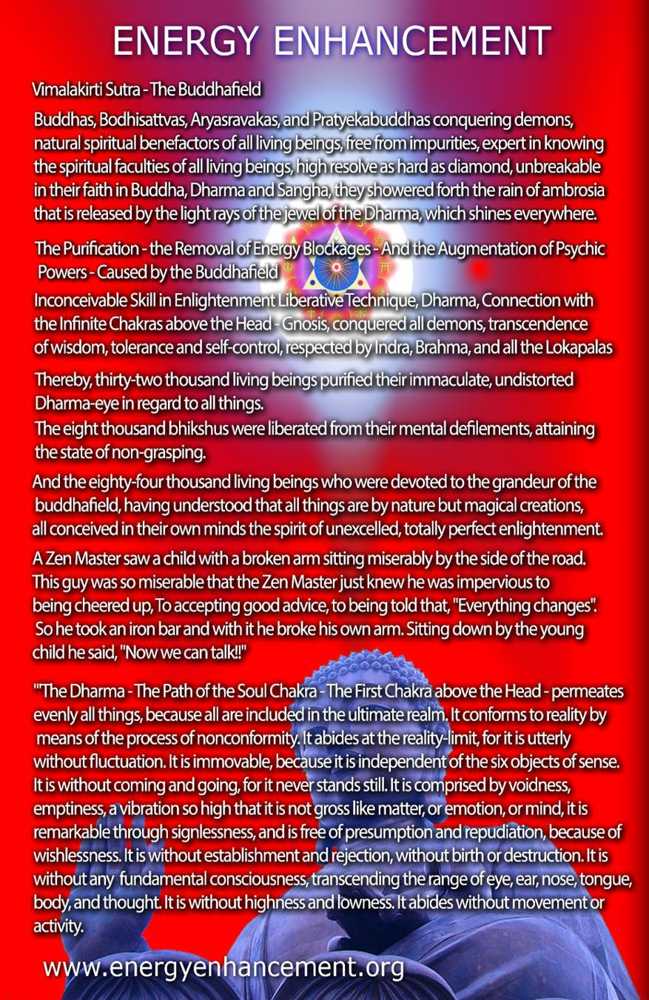 ENERGY ENHANCEMENT
Vimalakirti Sutra - The Buddhafield
Buddhas, Bodhisattvas, Aryasravakas, and Pratyekabuddhas conquering demons,
natural spiritual benefactors of all living beings, free from impurities, expert in knowing
the spiritual faculties of all living beings, high resolve as hard as diamond, unbreakable
in their faith in Buddha, Dharma and Sangha, they showered forth the rain of ambrosia
that is released by the light rays of the jewel of the Dharma, which shines everywhere.
The Purification - the Removal of Energy Blockages - And the Augmentation of Psychic
Powers - Caused by the Buddhafield
Inconceivable Skill in Enlightenment Liberative Technique, Dharma, Connection with
the Infinite Chakras above the Head - Gnosis, conquered all demons, transcendence
of wisdom, tolerance and self-control, respected by Indra, Brahma, and all the Lokapalas
Thereby, thirty-two thousand living beings purified their immaculate, undistorted
Dharma-eye in regard to all things.
The eight thousand bhikshus were liberated from their mental defilements, attaining
the state of non-grasping.
And the eighty-four thousand living beings who were devoted to the grandeur of the
buddhafield, having understood that all things are by nature but magical creations,
all conceived in their own minds the spirit of unexcelled, totally perfect enlightenment.
A Zen Master saw a child with a broken arm sitting miserably by the side of the road.
This guy was so miserable that the Zen Master just knew he was impervious to
being cheered up, To accepting good advice, to being told that, "Everything changes".
So he took an iron bar and with it he broke his own arm. Sitting down by the young
child he said, "Now we can talk!!"
"'The Dharma - The Path of the Soul Chakra - The First Chakra above the Head - permeates
evenly all things, because all are included in the ultimate realm. It conforms to reality by
means of the process of nonconformity. It abides at the reality-limit, for it is utterly
without fluctuation. It is immovable, because it is independent of the six objects of sense.
It is without coming and going, for it never stands still. It is comprised by voidness,
emptiness, a vibration so high that it is not gross like matter, or emotion, or mind, it is
remarkable through signlessness, and is free of presumption and repudiation, because of
wishlessness. It is without establishment and rejection, without birth or destruction. It is
without any fundamental consciousness, transcending the range of eye, ear, nose, tongue,
body, and thought. It is without highness and lowness. It abides without movement or
activity.
www.energyenhancement.org